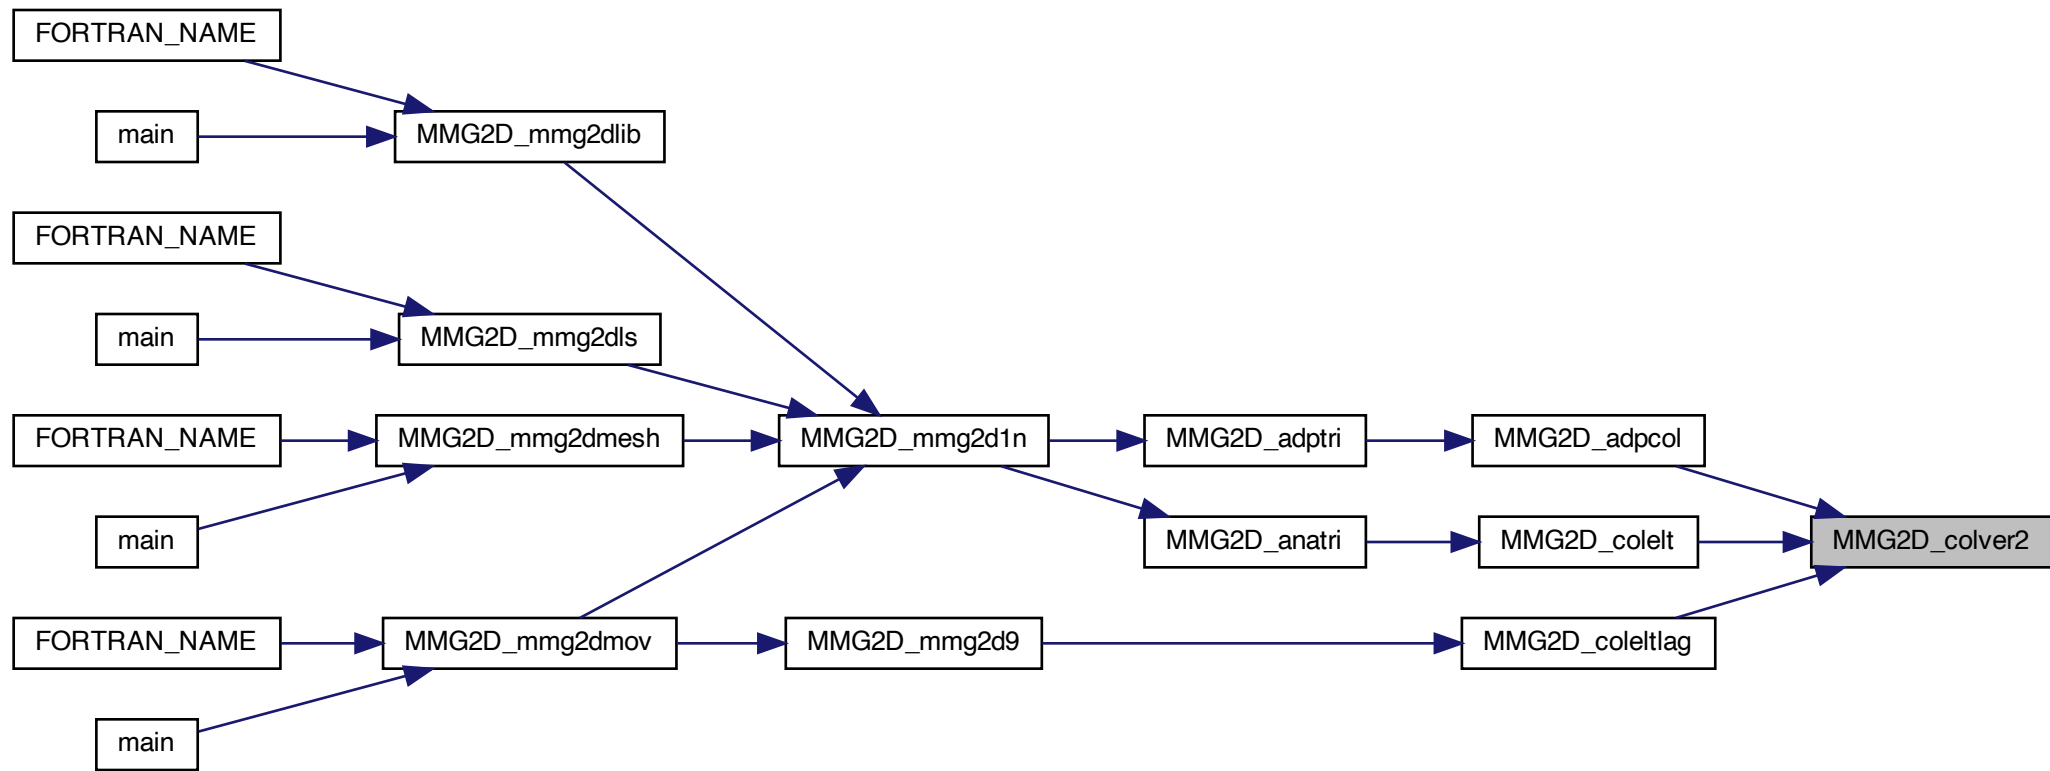 FORTRAN_NAME
main
MMG2D_mmg2dlib
FORTRAN_NAME
main
MMG2D_mmg2dls
FORTRAN_NAME
MMG2D_mmg2dmesh
MMG2D_mmg2d1n
MMG2D_adptri
MMG2D_adpcol
main
MMG2D_anatri
MMG2D_colelt
MMG2D_colver2
FORTRAN_NAME
MMG2D_mmg2dmov
MMG2D_mmg2d9
MMG2D_coleltlag
main